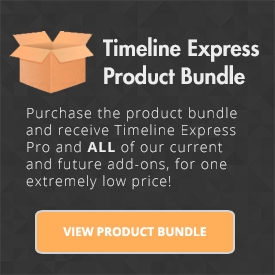 Timeline Express
Product Bundle
Purchase the product bundle
and receive Timeline Express
Pro and ALL of our current
and future add-ons, for one
extremely low price!
VIEW PRODUCT BUNDLE